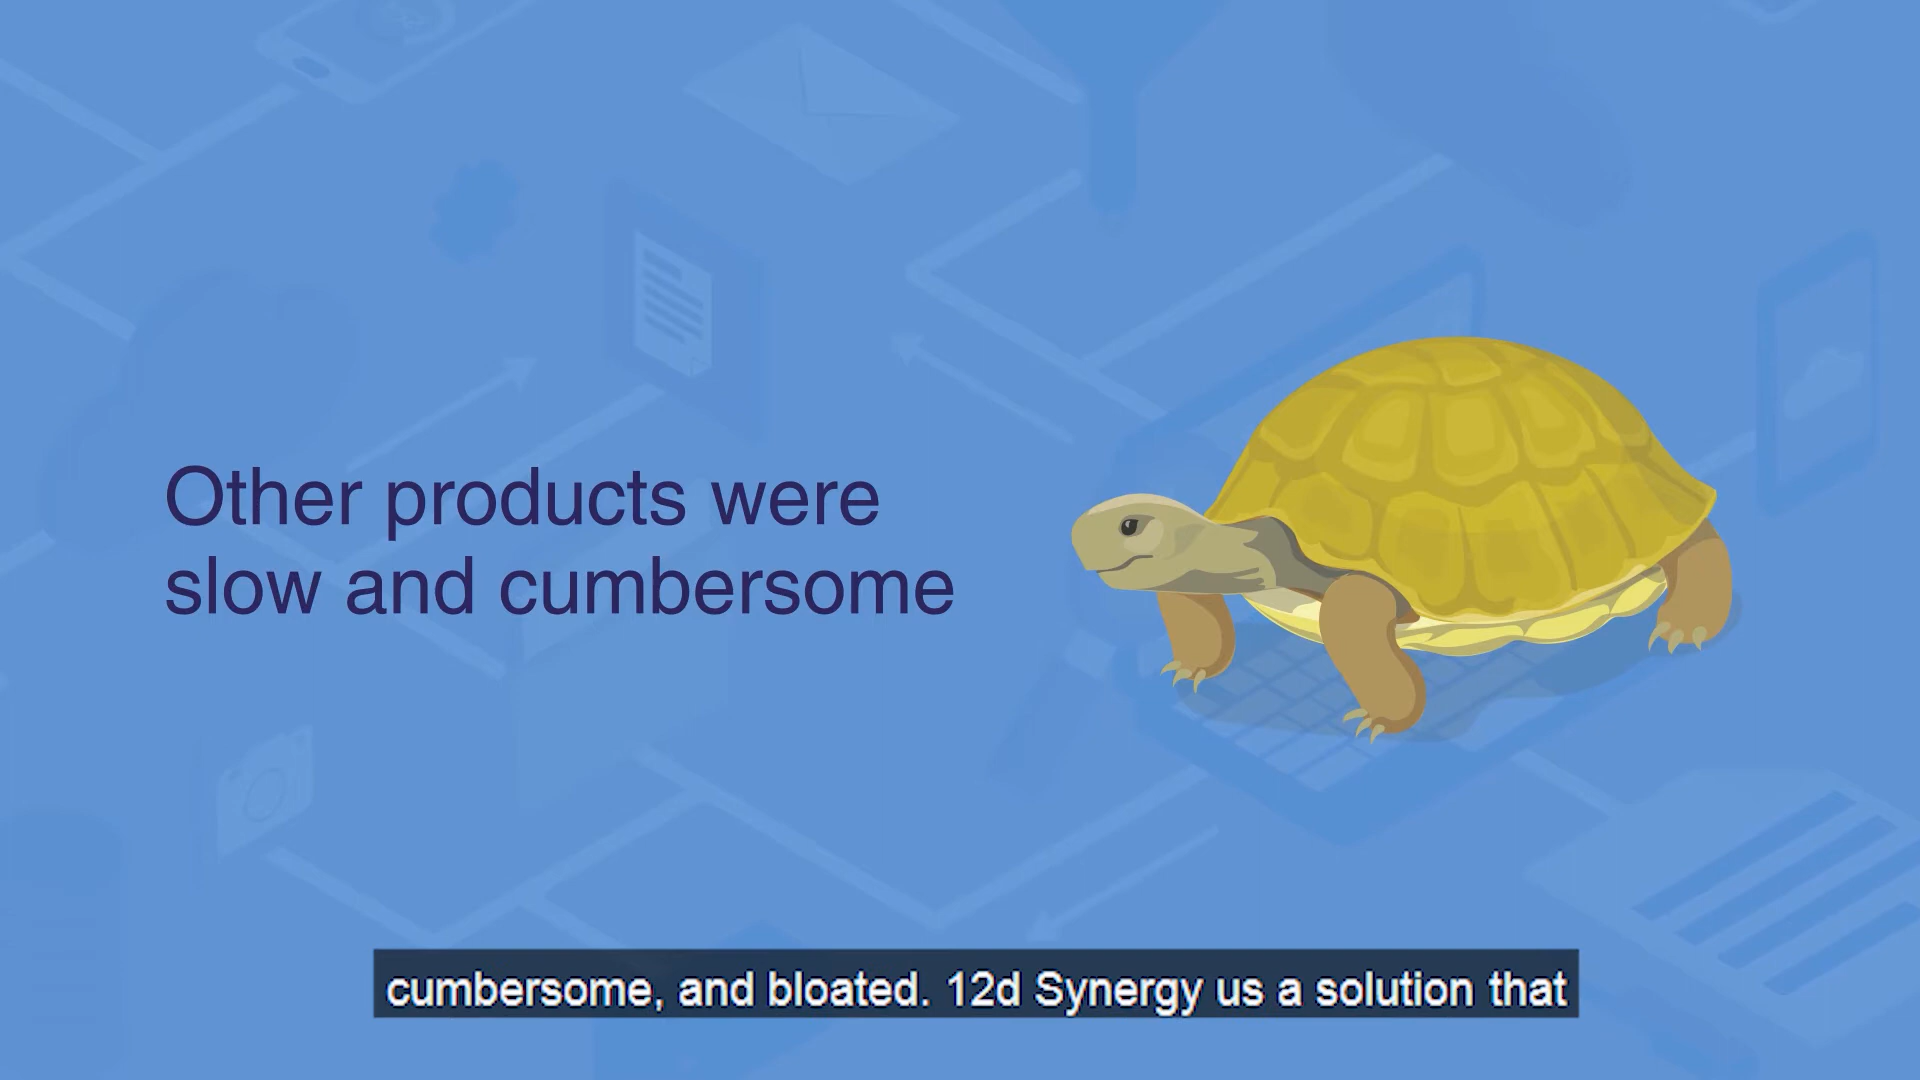 Other products were
slow and cumbersome
cumbersome, and bloated. 12d Synergy us a solution that